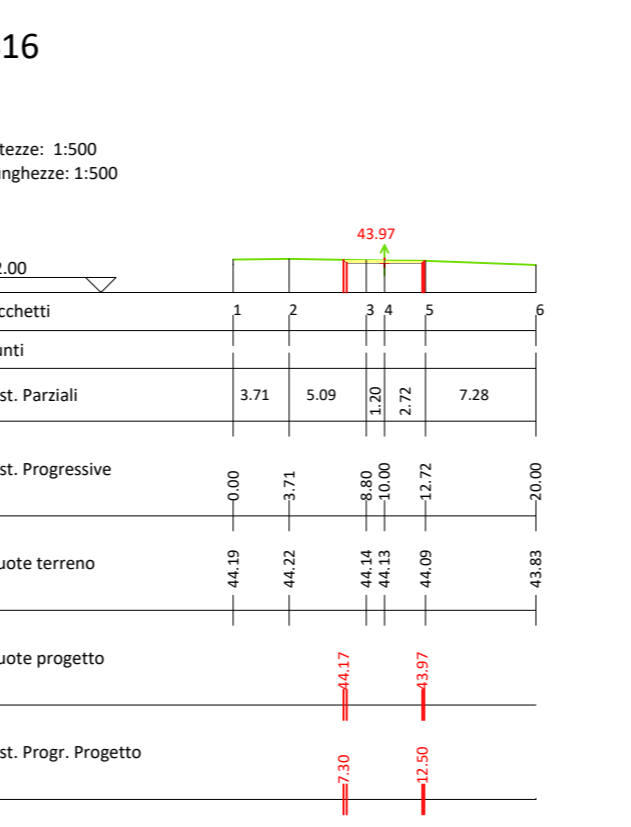 16
tezze: 1:500
nghezze: 1:500
43.97
2.00
cchetti 1 2 3 4 5 6
nti
st. Parziali 3.71 5.09 1.20 2.72 7.28
st. Progressive 0.00 3.71 8.80 10.00 12.72 20.00
uote terreno 44.19 44.22 44.14 44.13 44.09 43.83
uote progetto 44.17 43.97
st. Progr. Progetto 7.30 12.50